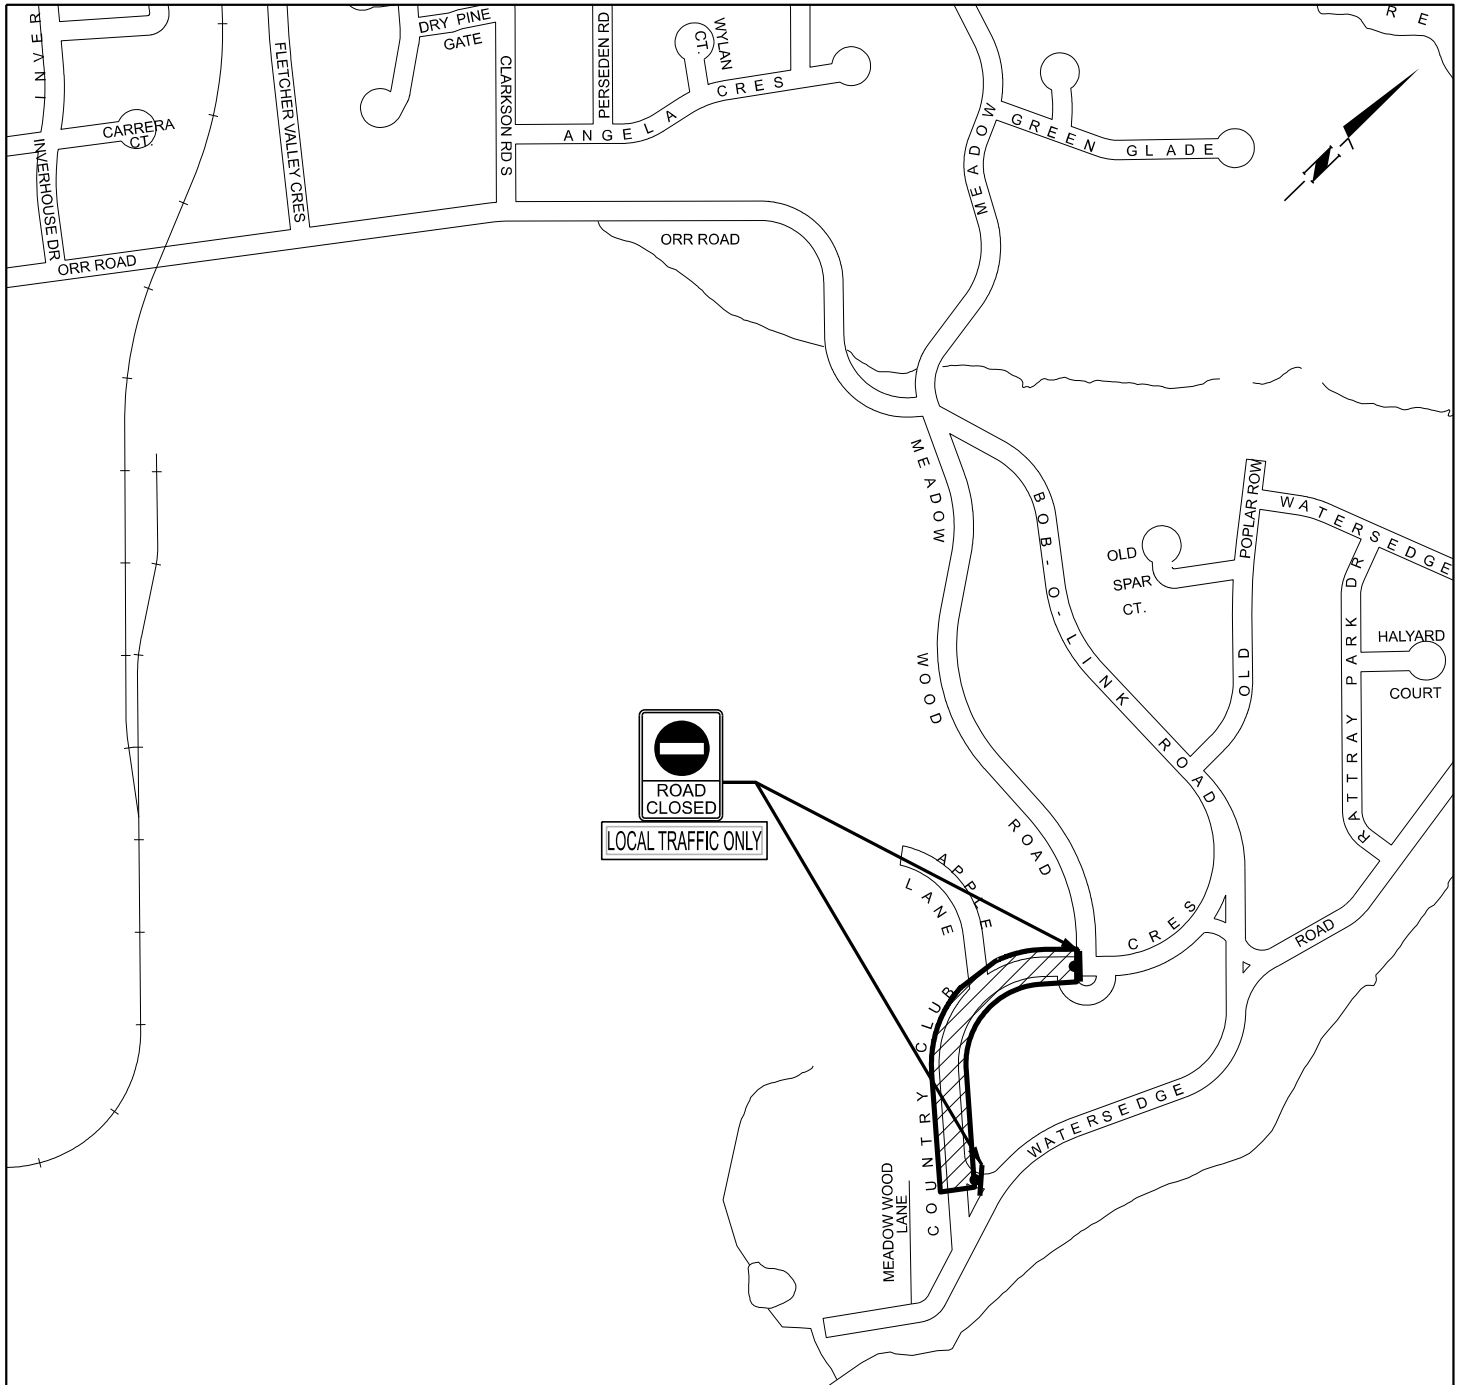 INVER
DRY PINE
GATE
FLETCHER VALLEY CRES
CLARKSON RD S
PERSEDEN RD
WYLAN
CT.
ANGELA CRES
CARRERA
CT.
INVERHOUSE DR
ORR ROAD
ORR ROAD
MEADOW
GREEN GLADE
R E
N
MEADOW WOOD ROAD
BOB-O-LINK ROAD
OLD
SPAR
CT.
OLD POPLAR ROW
WATERSEDGE
RATTRAY PARK DR
HALYARD
COURT
ROAD
CLOSED
LOCAL TRAFFIC ONLY
APPLE
LANE
COUNTRY CLUB CRES
WATERSEDGE ROAD
MEADOW WOOD
LANE